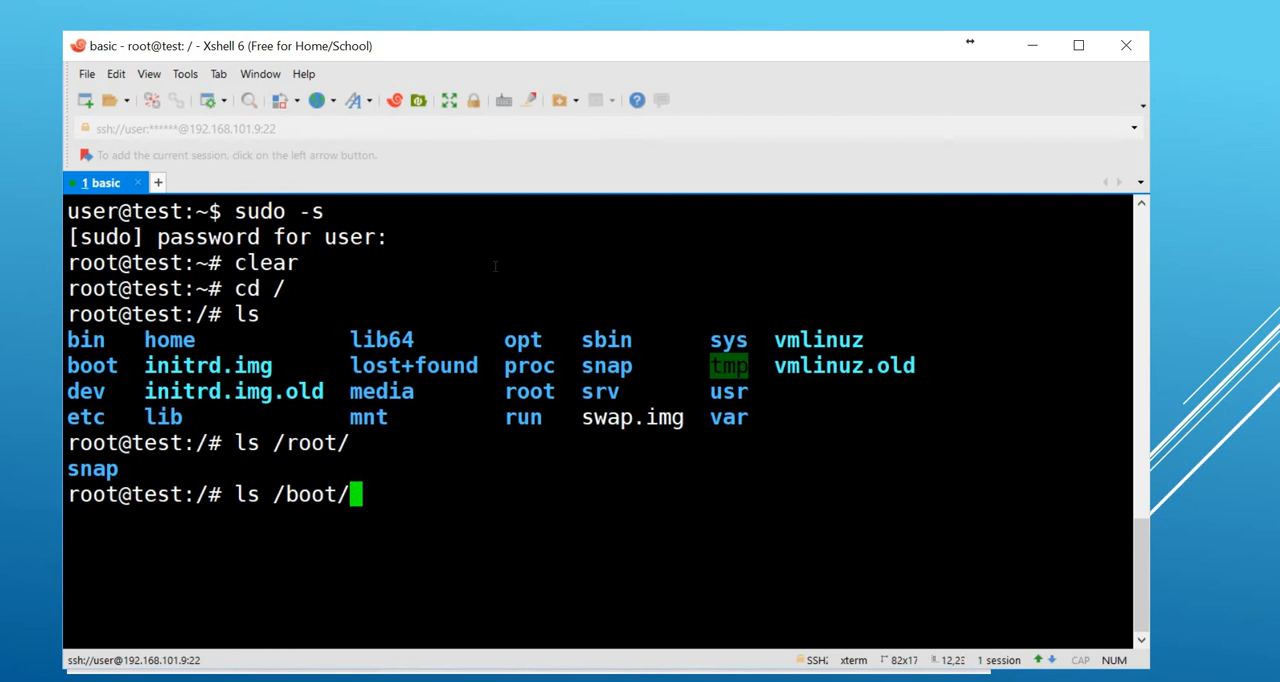 basic - root@test: / - Xshell 6 (Free for Home/School)
File Edit View Tools Tab Window Help
ssh://user:******@192.168.101.9:22
To add the current session, click on the left arrow button.
1 basic
user@test:~$ sudo -s
[sudo] password for user:
root@test:~# clear
root@test:~# cd /
root@test:/# ls
bin home lib64 opt sbin sys vmlinuz
boot initrd.img lost+found proc snap tmp vmlinuz.old
dev initrd.img.old media root srv usr
etc lib mnt run swap.img var
root@test:/# ls /root/
snap
root@test:/# ls /boot/
ssh://user@192.168.101.9:22 SSH2 xterm 82x17 12,23 1 session CAP NUM